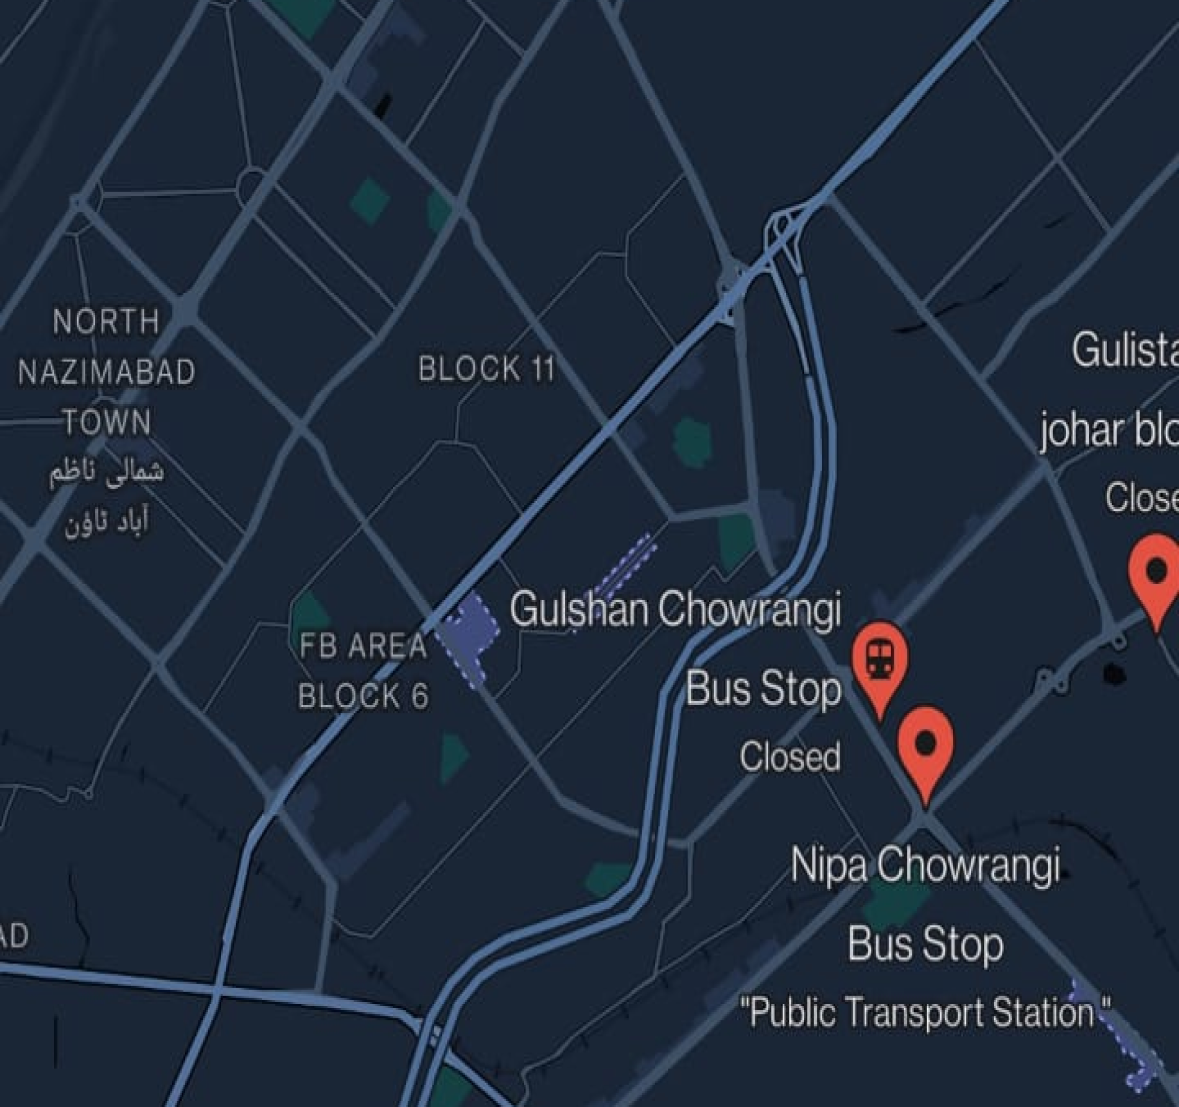 NORTH
NAZIMABAD
TOWN
شمالی ناظم
آباد ٹاؤن
BLOCK 11
Gulista
johar blo
Close
Gulshan Chowrangi
Bus Stop
Closed
FB AREA
BLOCK 6
Nipa Chowrangi
Bus Stop
"Public Transport Station"
AD